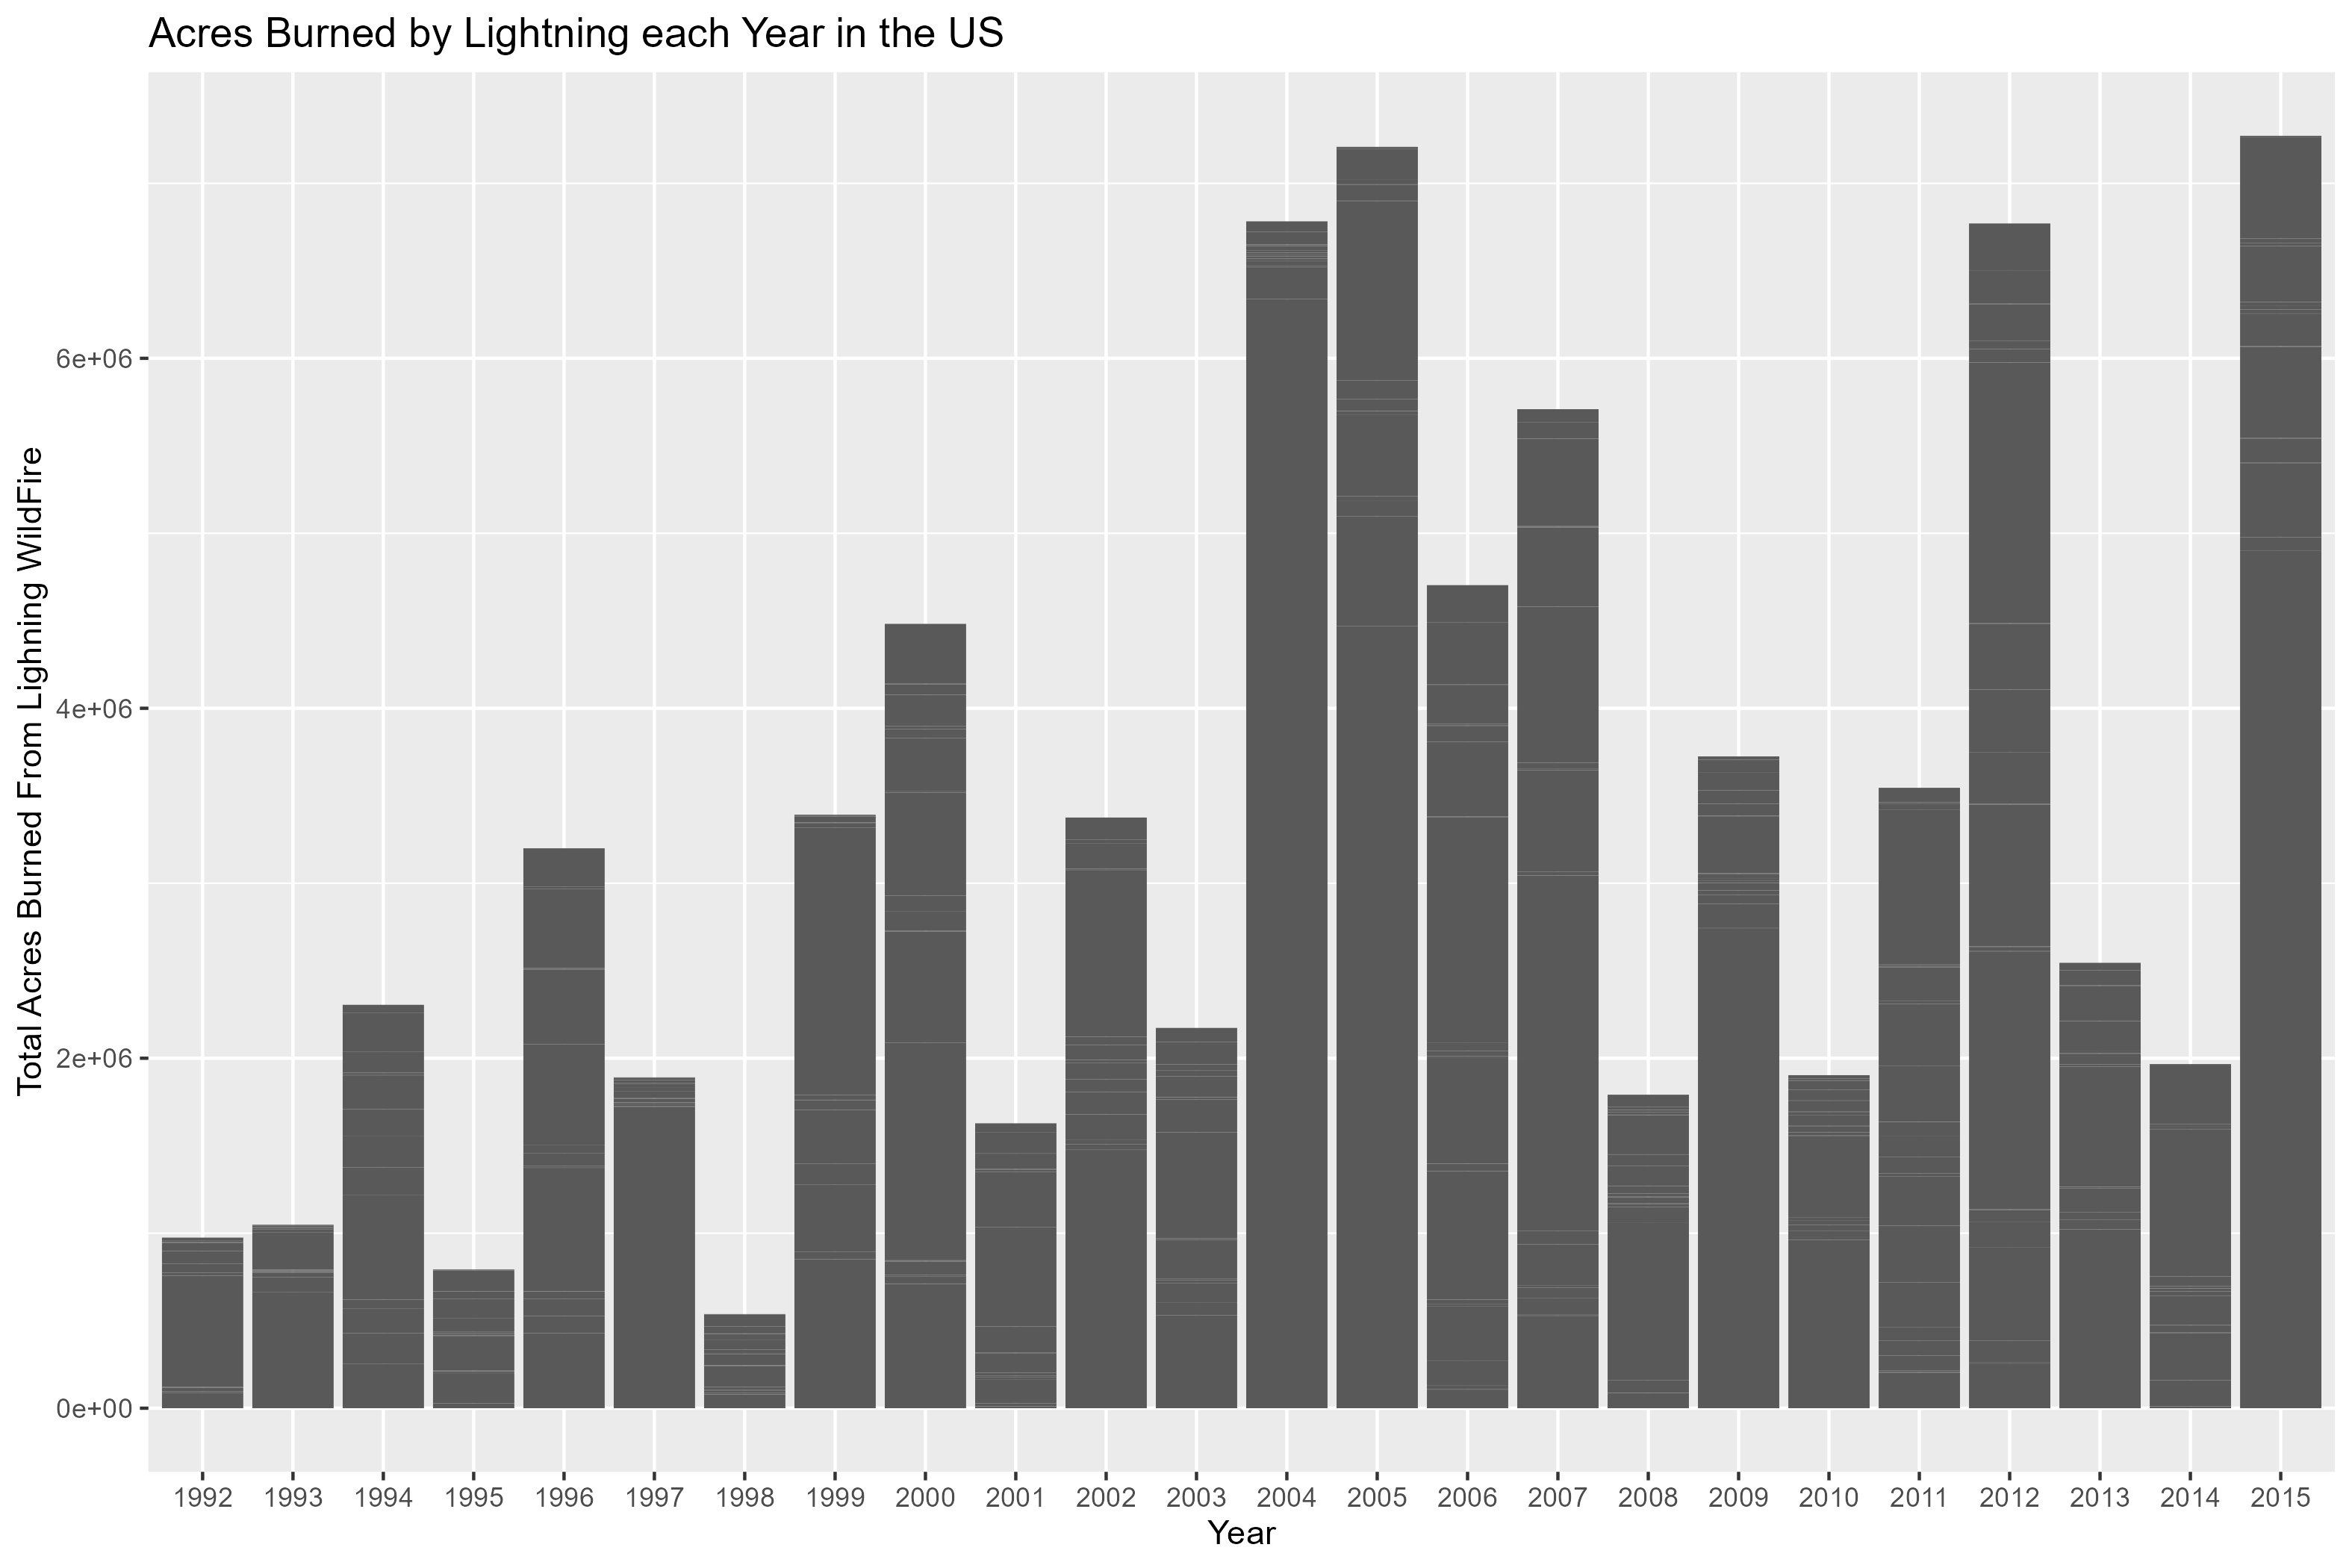 Acres Burned by Lightning each Year in the US
Total Acres Burned From Lighning WildFire
6e+06
4e+06
2e+06
0e+00
1992 1993 1994 1995 1996 1997 1998 1999 2000 2001 2002 2003 2004 2005 2006 2007 2008 2009 2010 2011 2012 2013 2014 2015
Year